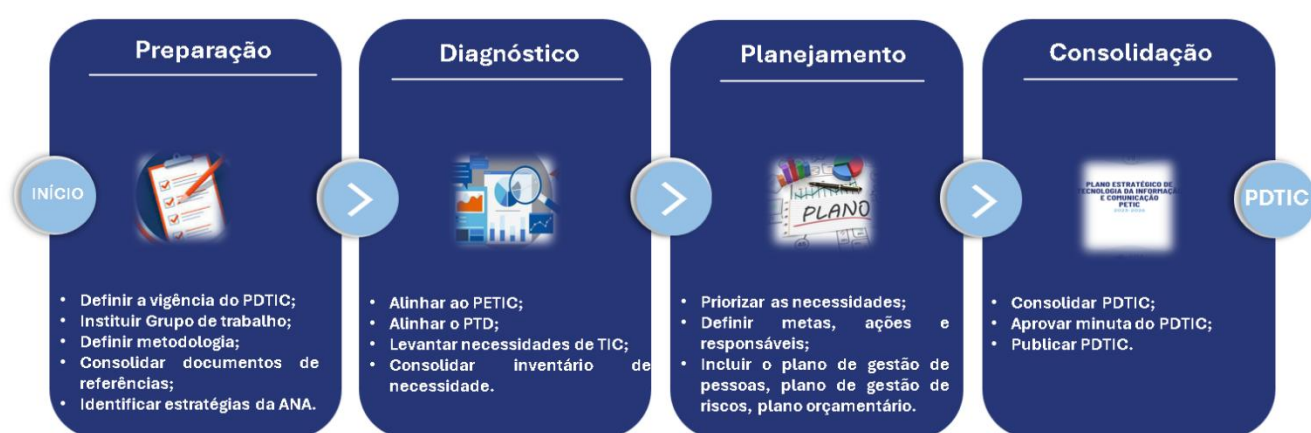 Preparação
Diagnóstico
Planejamento
Consolidação
INÍCIO
>
>
>
PDTIC
PLANO
PLANO ESTRATÉGICO DE
TECNOLOGIA DA INFORMAÇÃ
E COMUNICAÇÃO
PETIC
• Definir a vigência do PDTIC;
• Instituir Grupo de trabalho;
• Definir metodologia;
• Consolidar documentos de
referências;
• Identificar estratégias da ANA.
• Alinhar ao PETIC;
• Alinhar o PTD;
• Levantar necessidades de TIC;
• Consolidar inventário de
necessidade.
• Priorizar as necessidades;
• Definir metas, ações e
responsáveis;
• Incluir o plano de gestão de
pessoas, plano de gestão de
riscos, plano orçamentário.
• Consolidar PDTIC;
• Aprovar minuta do PDTIC;
• Publicar PDTIC.